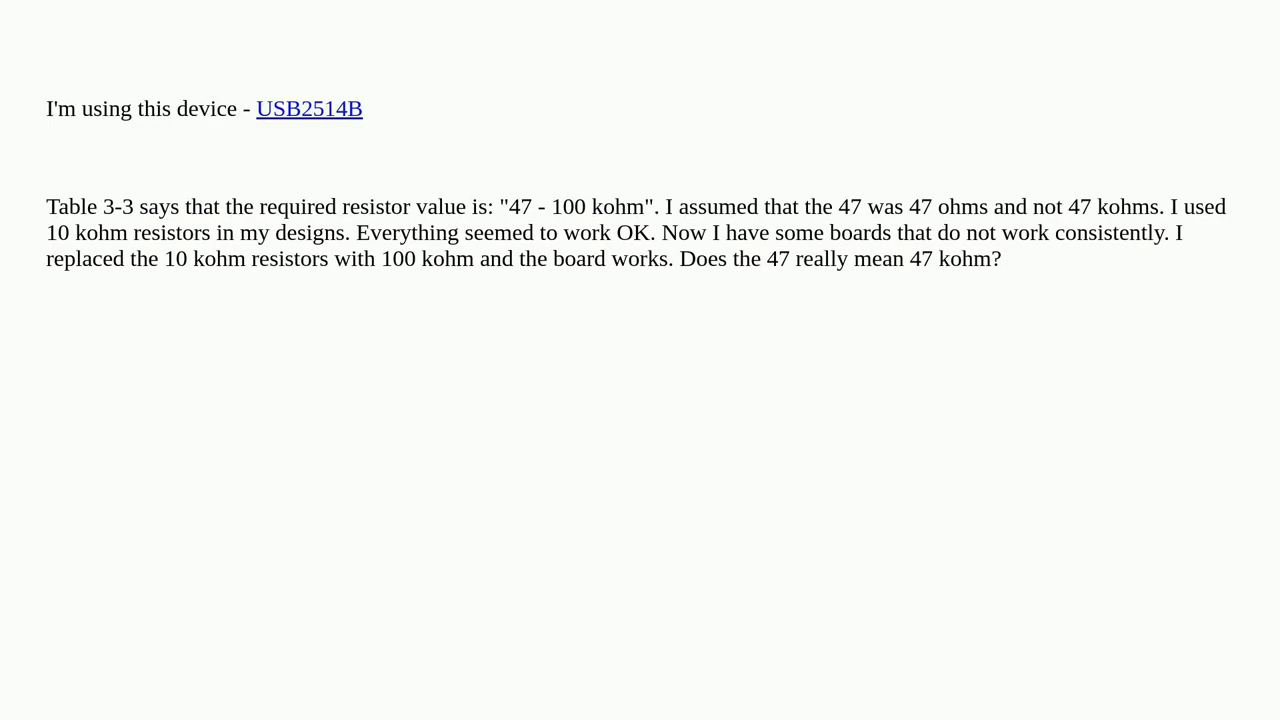 I'm using this device - USB2514B
Table 3-3 says that the required resistor value is: "47 - 100 kohm". I assumed that the 47 was 47 ohms and not 47 kohms. I used
10 kohm resistors in my designs. Everything seemed to work OK. Now I have some boards that do not work consistently. I
replaced the 10 kohm resistors with 100 kohm and the board works. Does the 47 really mean 47 kohm?